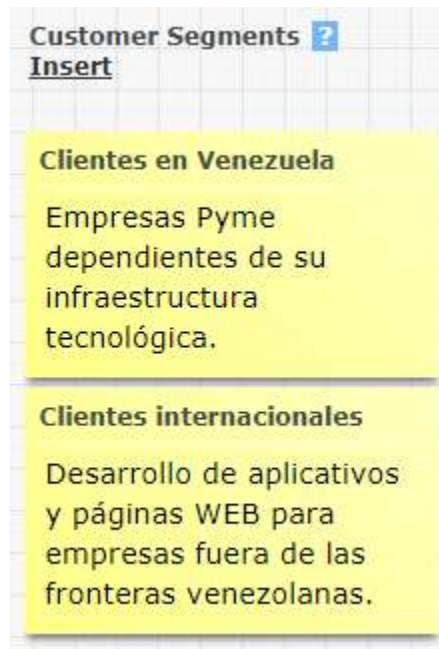 Customer Segments ?
Insert
Clientes en Venezuela
Empresas Pyme
dependientes de su
infraestructura
tecnológica.
Clientes internacionales
Desarrollo de aplicativos
y páginas WEB para
empresas fuera de las
fronteras venezolanas.